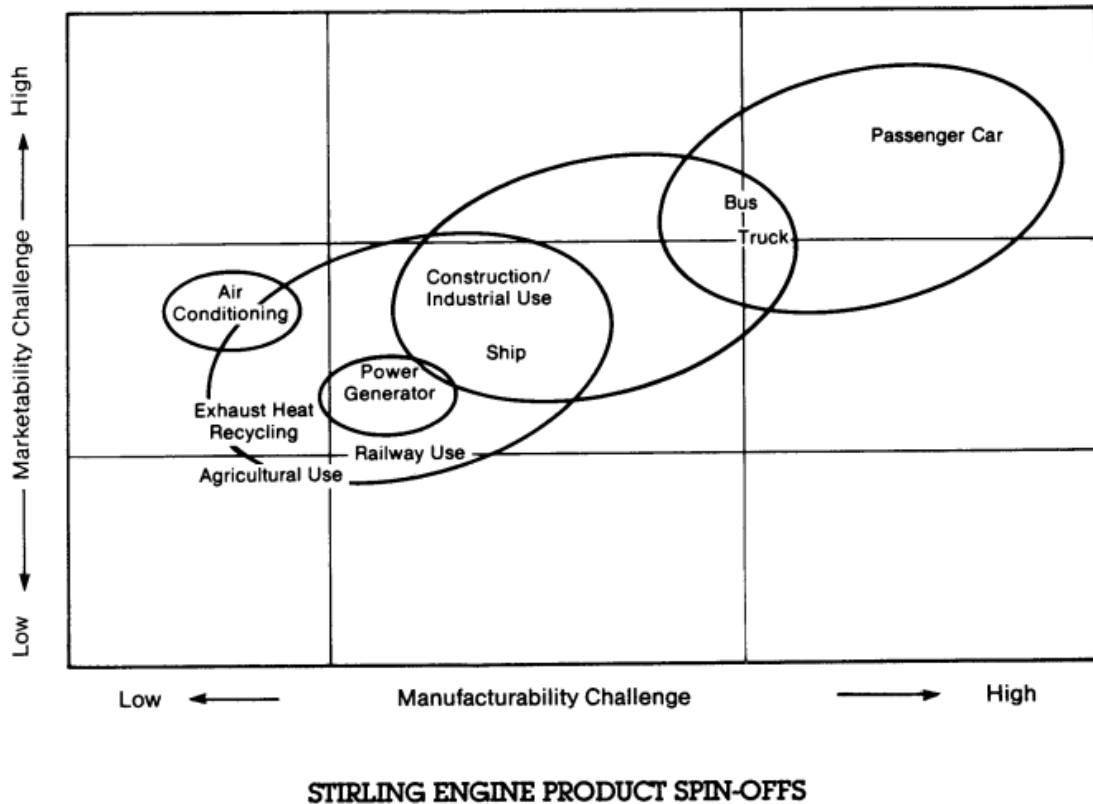 High
Marketability Challenge
Low
Passenger Car
Bus
Truck
Air
Conditioning
Construction/
Industrial Use
Ship
Power
Generator
Exhaust Heat
Recycling
Railway Use
Agricultural Use
Low
Manufacturability Challenge
High
STIRLING ENGINE PRODUCT SPIN-OFFS